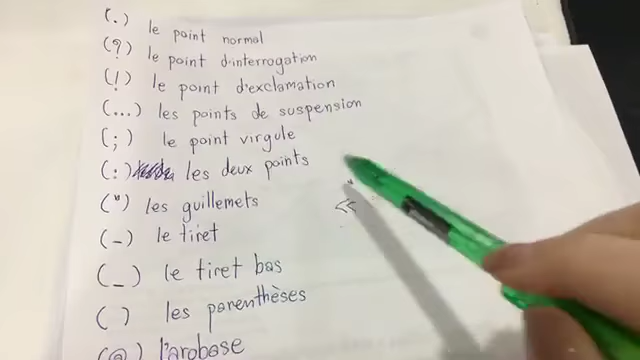 (.) le point normal
(?) le point d'interrogation
(!) le point d'exclamation
(...) les points de suspension
(;) le point virgule
(:) les deux points
(") les guillemets <<
(-) le tiret
(_) le tiret bas
( ) les parenthèses
(@) l'arobase